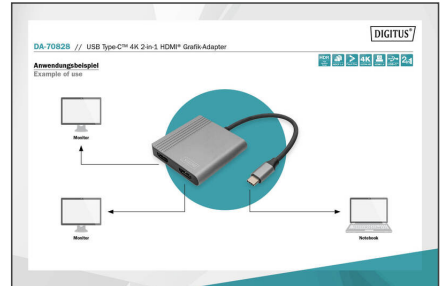 DIGITUS®
DA-70828 // USB Type-C™ 4K 2-in-1 HDMI® Grafik-Adapter
Anwendungsbeispiel
Example of use
4K
Monitor
Monitor
Notebook